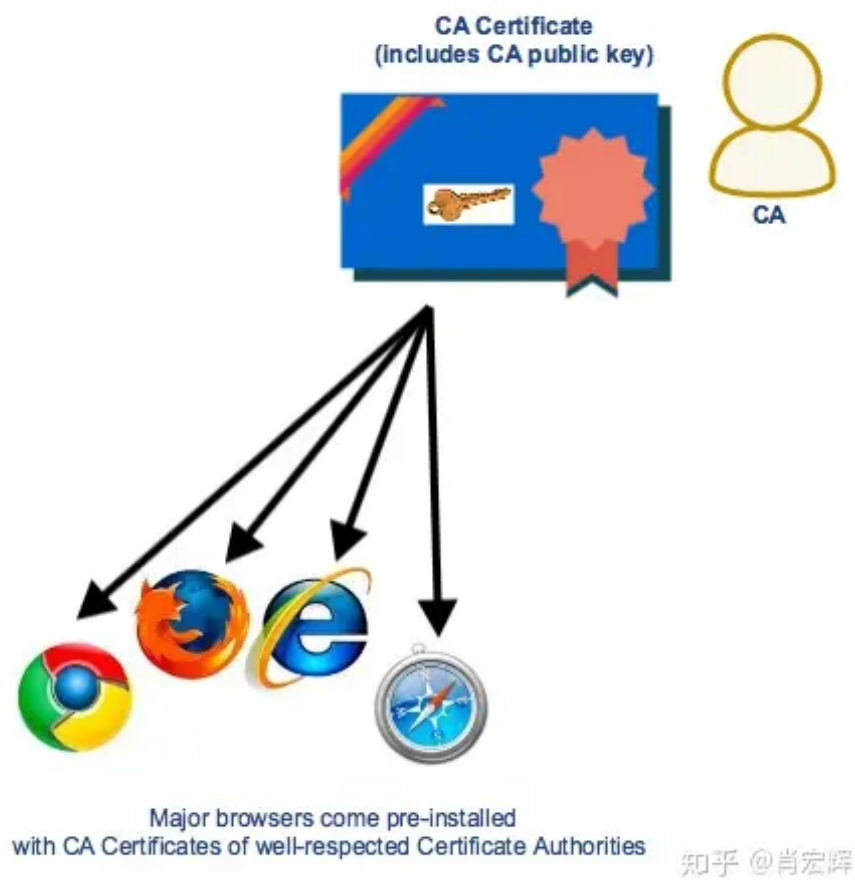 CA Certificate
(includes CA public key)
CA
Major browsers come pre-installed
with CA Certificates of well-respected Certificate Authorities
知乎 @肖宏辉